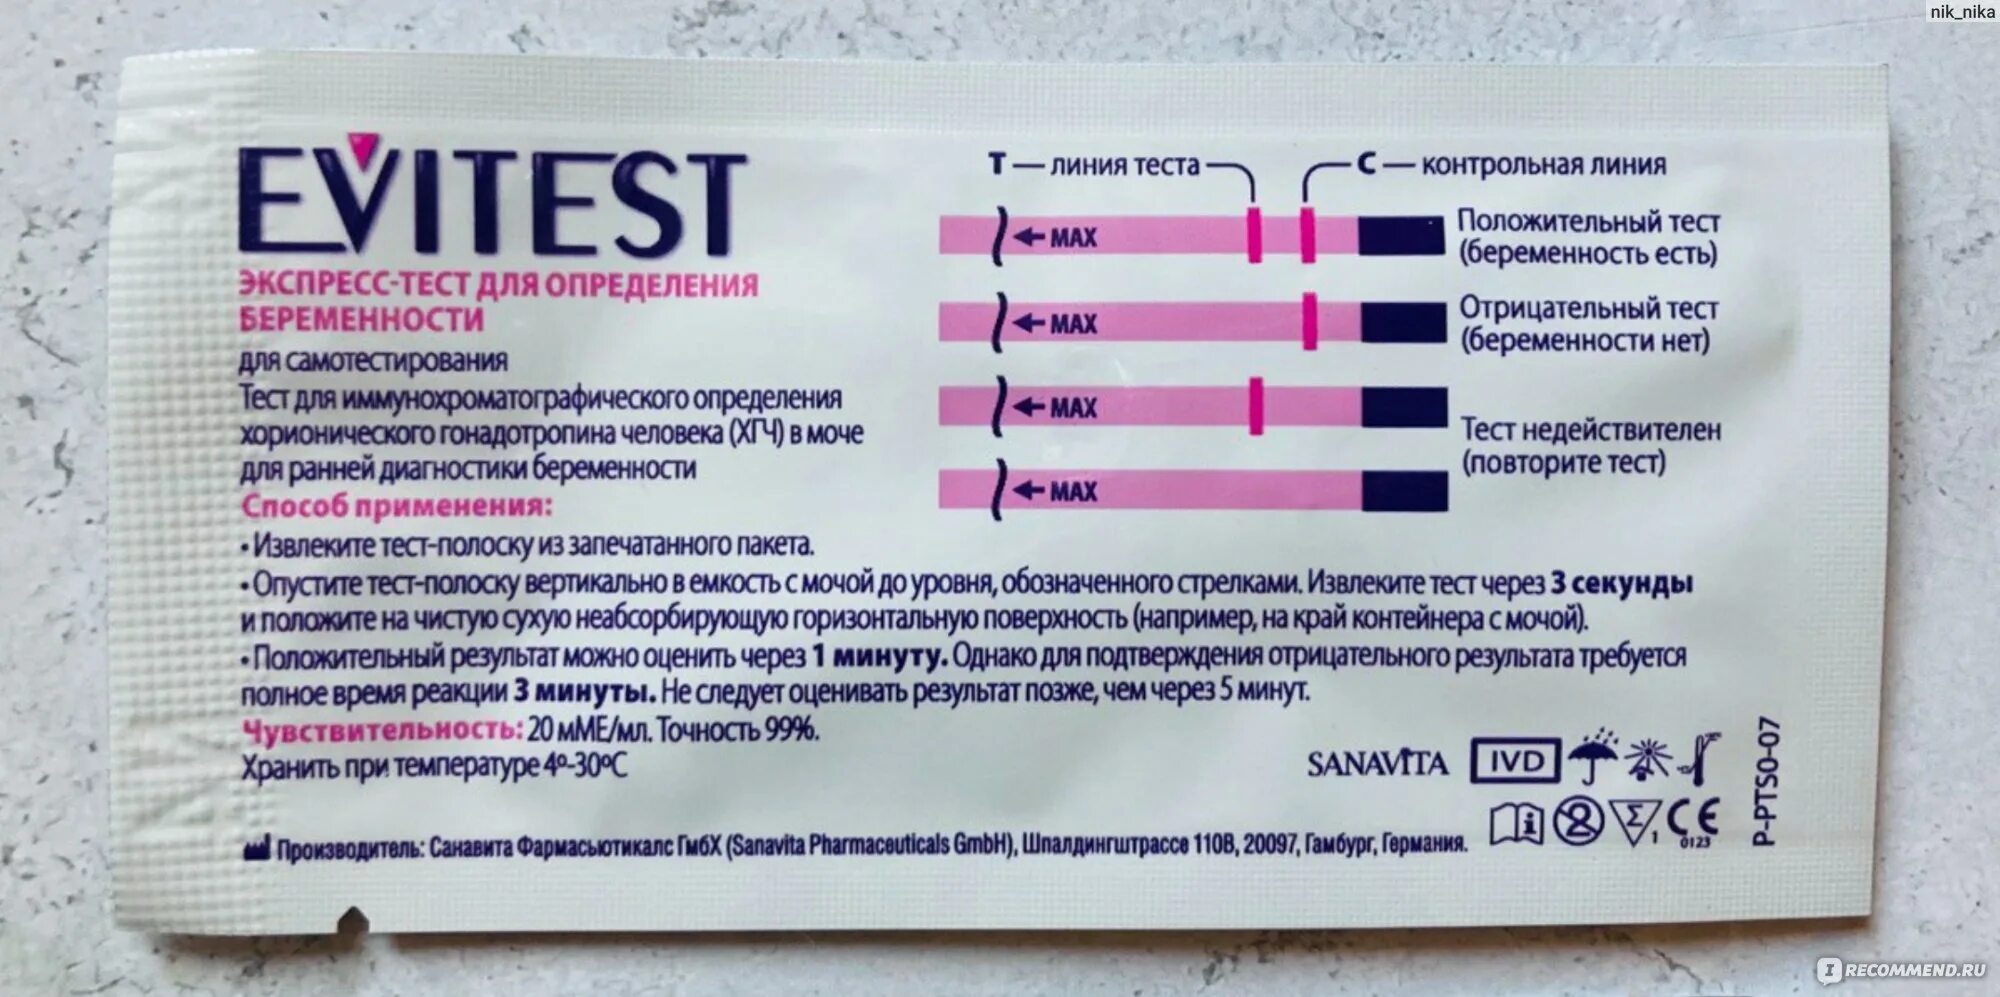 nik_nika
EVITEST
ЭКСПРЕСС-ТЕСТ ДЛЯ ОПРЕДЕЛЕНИЯ
БЕРЕМЕННОСТИ
для самотестирования
Тест для иммунохроматографического определения
хорионического гонадотропина человека (ХГЧ) в моче
для ранней диагностики беременности
T — линия теста
C — контрольная линия
MAX
Положительный тест
(беременность есть)
MAX
Отрицательный тест
(беременности нет)
MAX
Тест недействителен
(повторите тест)
MAX
Способ применения:
• Извлеките тест-полоску из запечатанного пакета.
• Опустите тест-полоску вертикально в емкость с мочой до уровня, обозначенного стрелками. Извлеките тест через 3 секунды
и положите на чистую сухую неабсорбирующую горизонтальную поверхность (например, на край контейнера с мочой).
• Положительный результат можно оценить через 1 минуту. Однако для подтверждения отрицательного результата требуется
полное время реакции 3 минуты. Не следует оценивать результат позже, чем через 5 минут.
Чувствительность: 20 мМЕ/мл. Точность 99%.
Хранить при температуре 4º-30ºC
SANAVITA
IVD
i
2
Σ
1
CE
0123
P-PTS0-07
Производитель: Санавита Фармасьютикалс ГмбХ (Sanavita Pharmaceuticals GmbH), Шпалдингштрассе 110В, 20097, Гамбург, Германия.
IRECOMMEND.RU